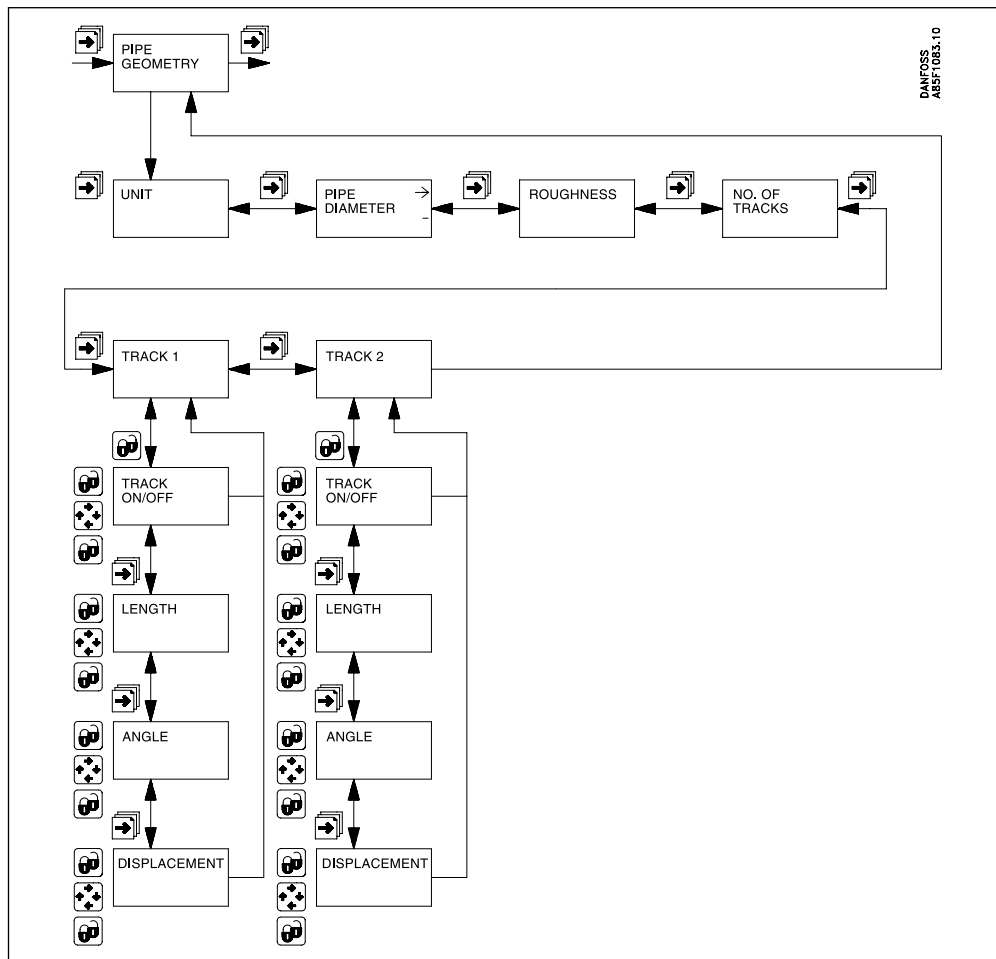 PIPE
GEOMETRY
DANFOSS
A85F1083.10
UNIT
PIPE
DIAMETER
ROUGHNESS
NO. OF
TRACKS
TRACK 1
TRACK 2
TRACK
ON/OFF
TRACK
ON/OFF
LENGTH
LENGTH
ANGLE
ANGLE
DISPLACEMENT
DISPLACEMENT